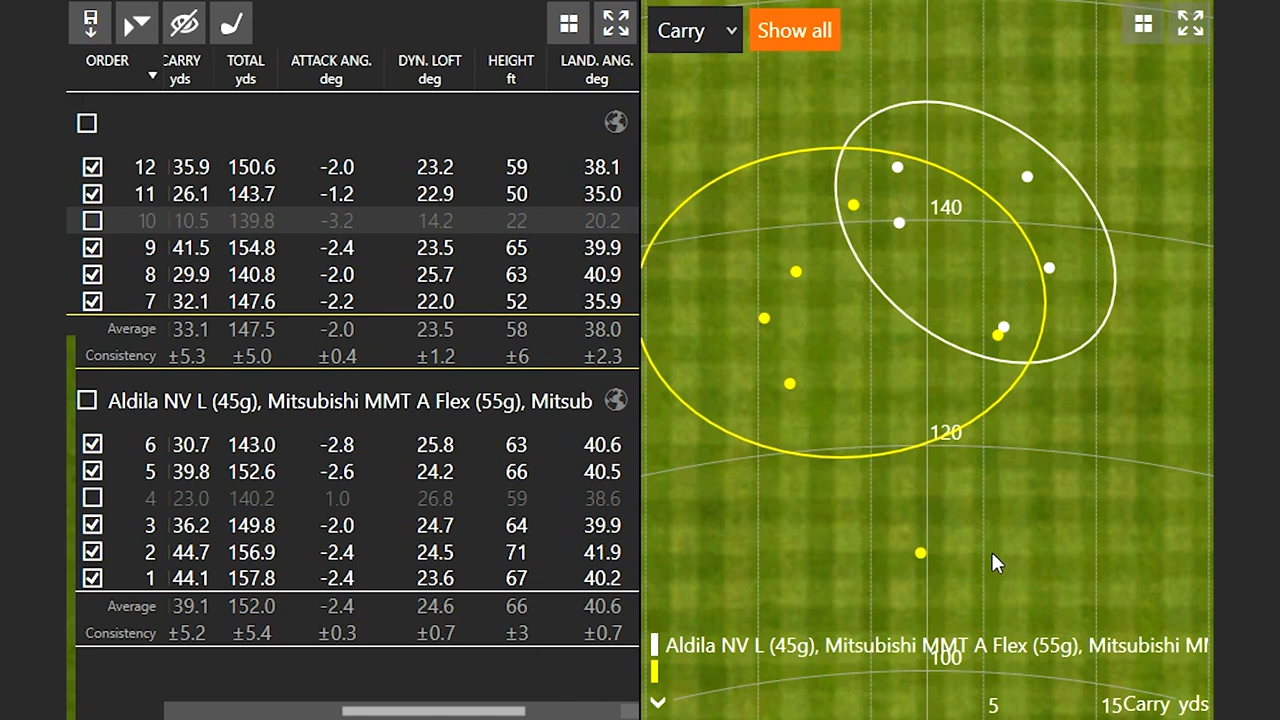 Carry Show all
ORDER CARRY yds TOTAL yds ATTACK ANG. deg DYN. LOFT deg HEIGHT ft LAND. ANG. deg
12 35.9 150.6 -2.0 23.2 59 38.1
11 26.1 143.7 -1.2 22.9 50 35.0
10 10.5 139.8 -3.2 14.2 22 20.2
9 41.5 154.8 -2.4 23.5 65 39.9
8 29.9 140.8 -2.4 25.7 63 40.9
7 32.1 147.6 -2.2 22.0 52 35.9
Average 33.1 147.5 -2.0 23.5 58 38.0
Consistency ±5.3 ±5.0 ±0.4 ±1.2 ±6 ±2.3
Aldila NV L (45g), Mitsubishi MMT A Flex (55g), Mitsub
6 30.7 143.0 -2.8 25.8 63 40.6
5 39.8 152.6 -2.6 24.2 66 40.5
4 23.0 140.2 1.0 26.8 59 38.6
3 36.2 149.8 -2.0 24.7 64 39.9
2 44.7 156.9 -2.4 24.5 71 41.9
1 44.1 157.8 -2.4 23.6 67 40.2
Average 39.1 152.0 -2.4 24.6 66 40.6
Consistency ±5.2 ±5.4 ±0.3 ±0.7 ±3 ±0.7
140
120
Aldila NV L (45g), Mitsubishi MMT A Flex (55g), Mitsubishi MM
100
5 15 Carry yds